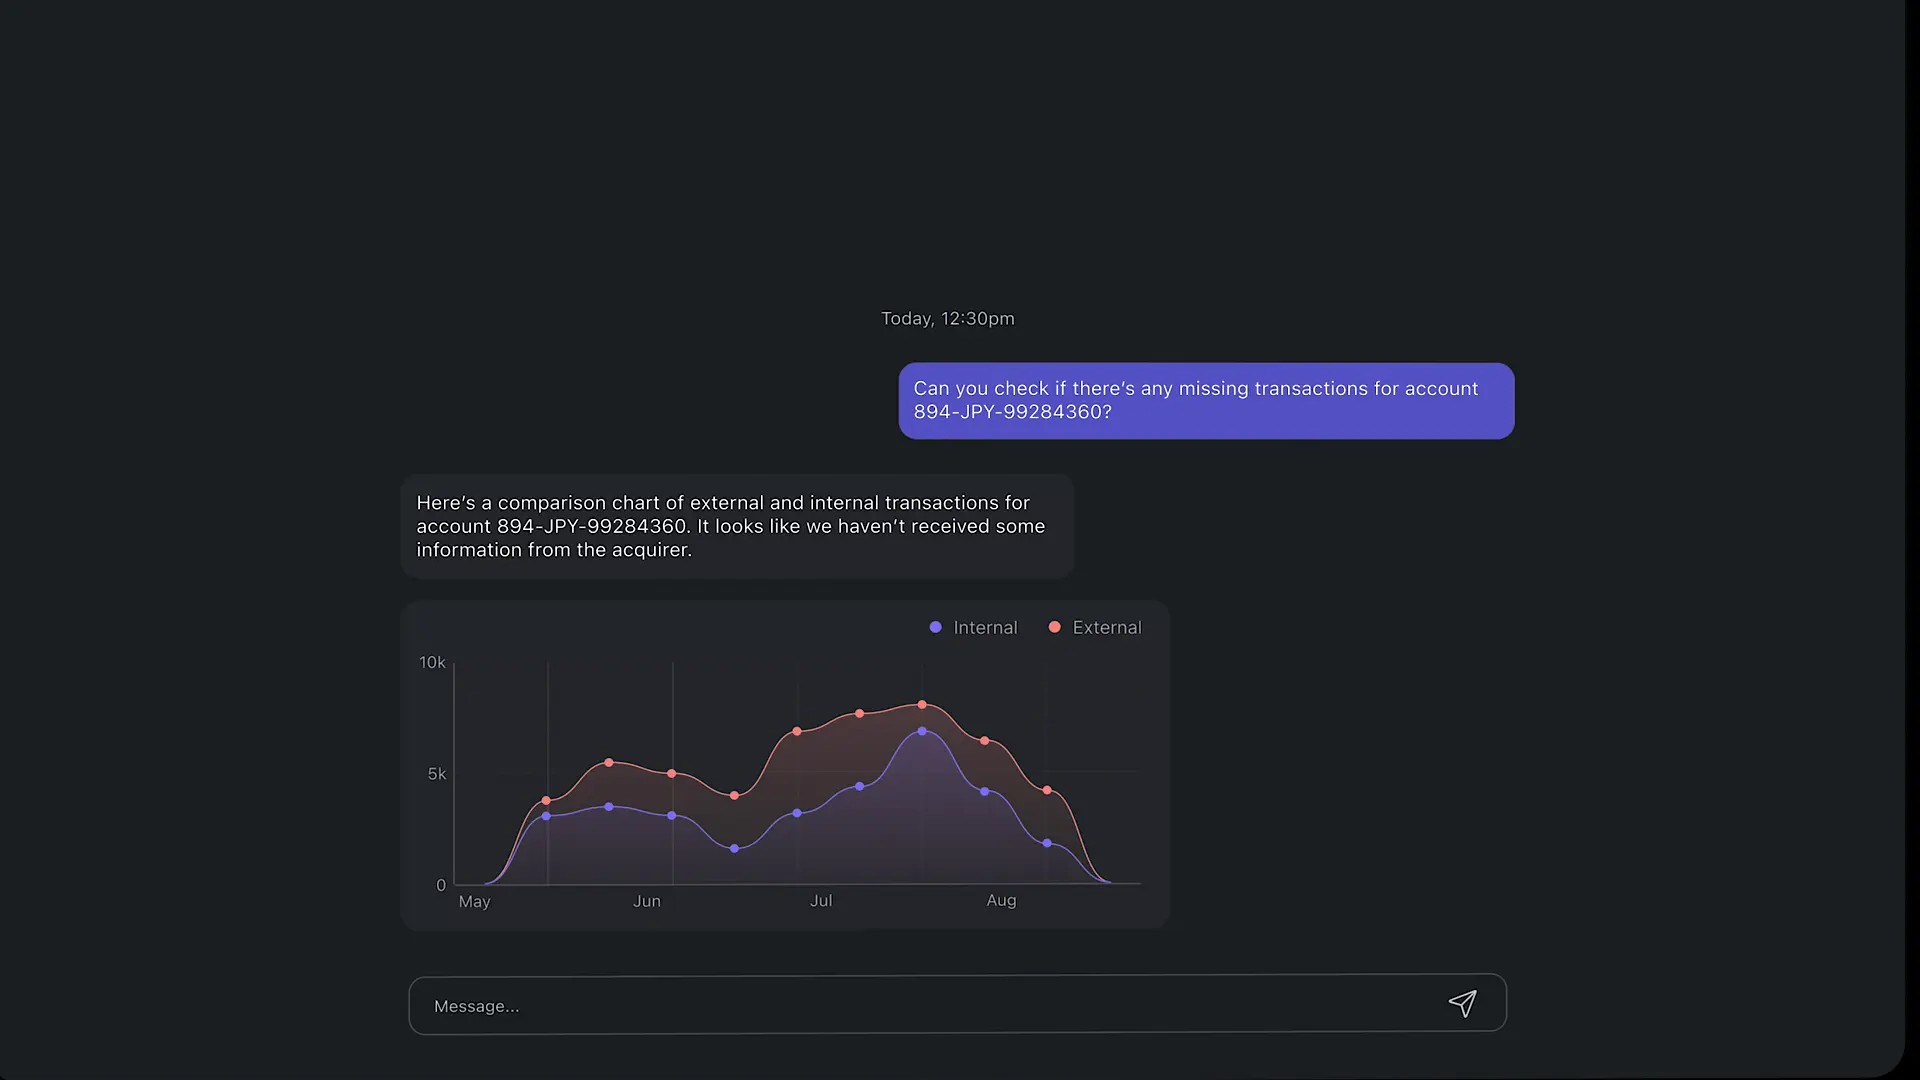 Today, 12:30pm
Can you check if there’s any missing transactions for account
894-JPY-99284360?
Here’s a comparison chart of external and internal transactions for
account 894-JPY-99284360. It looks like we haven’t received some
information from the acquirer.
Internal External
10k
5k
0
May Jun Jul Aug
Message...